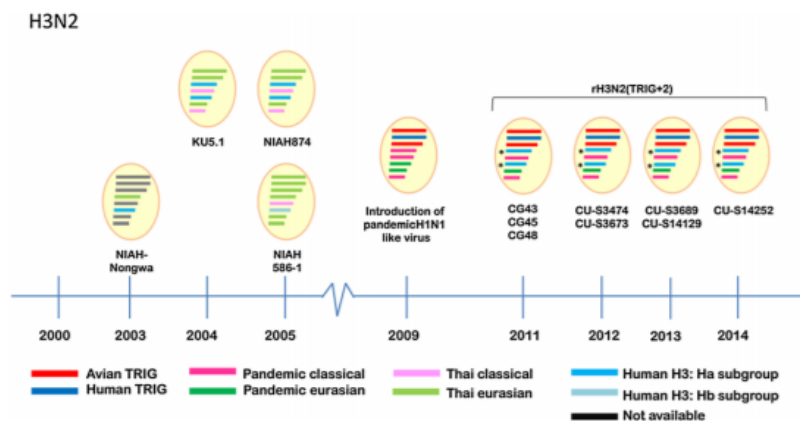 H3N2
rH3N2(TRIG+2)
KU5.1
NIAH874
NIAH-
Nongwa
NIAH
586-1
Introduction of
pandemicH1N1
like virus
*
*
CG43
CG45
CG48
*
*
CU-S3474
CU-S3673
*
*
CU-S3689
CU-S14129
*
*
CU-S14252
2000
2003
2004
2005
2009
2011
2012
2013
2014
Avian TRIG
Human TRIG
Pandemic classical
Pandemic eurasian
Thai classical
Thai eurasian
Human H3: Ha subgroup
Human H3: Hb subgroup
Not available